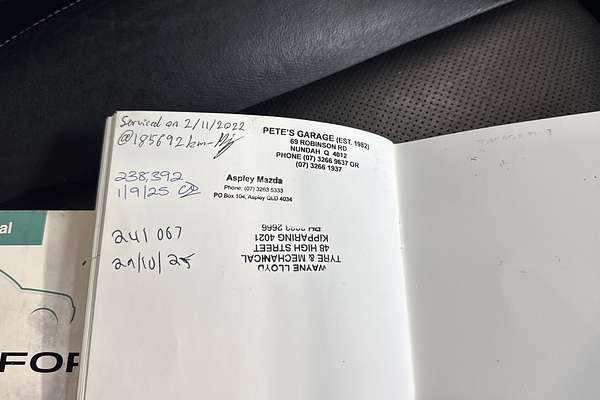 Serviced on 2/11/2022
@185692km-
PETE'S GARAGE (EST. 1982)
69 ROBINSON RD
NUNDAH Q 4012
PHONE (07) 3266 9637 OR
(07) 3266 1937
238,392
1/9/25
Aspley Mazda
Phone: (07) 3263 5333
PO Box 104, Aspley QLD 4034
241 067
29/10/25
WAYNE LLOYD
TYRE & MECHANICAL
48 HIGH STREET
KIPPARING 4021
al
FOR